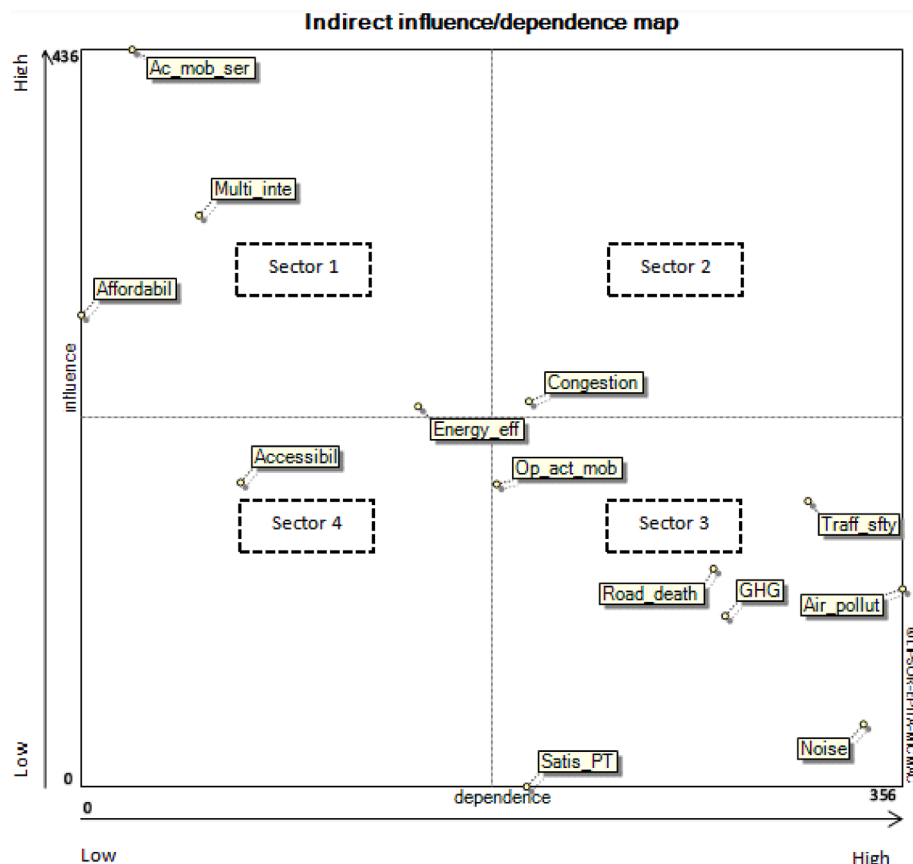 Indirect influence/dependence map
High
436
Ac_mob_ser
Multi_inte
Sector 1
Sector 2
Affordabil
influence
Congestion
Energy_eff
Accessibil
Op_act_mob
Sector 4
Sector 3
Traff_sfty
Road_death
GHG
Air_pollut
Noise
Satis_PT
Low
0
dependence
0
356
Low
High